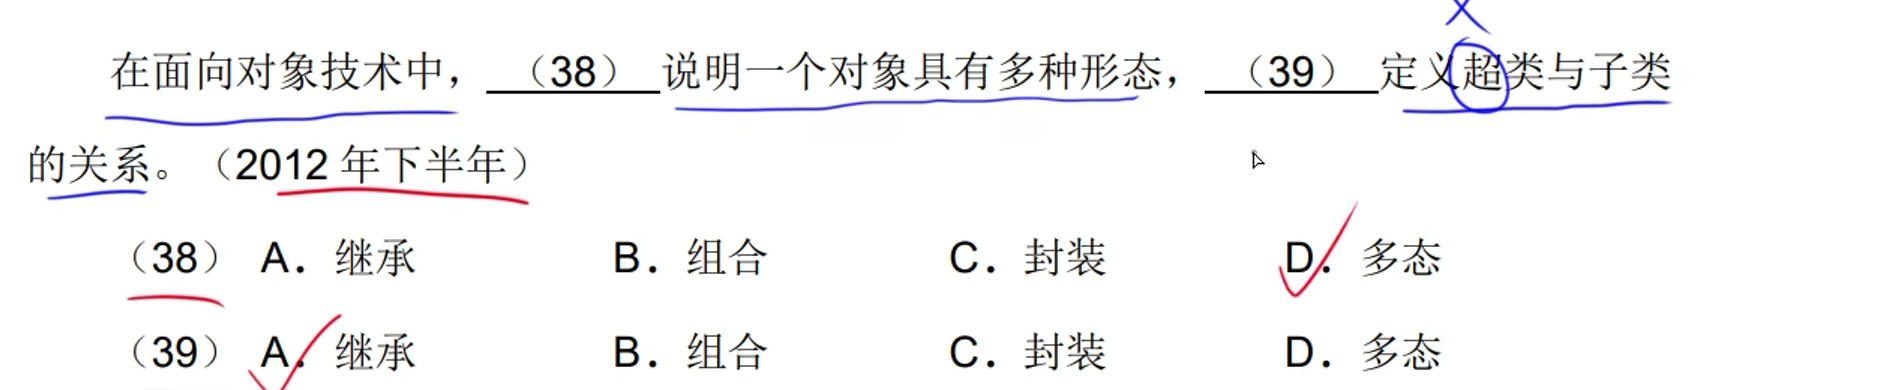 在面向对象技术中，（38）说明一个对象具有多种形态，（39）定义超类与子类
的关系。（2012 年下半年）
（38） A．继承 B．组合 C．封装 D．多态
（39） A．继承 B．组合 C．封装 D．多态